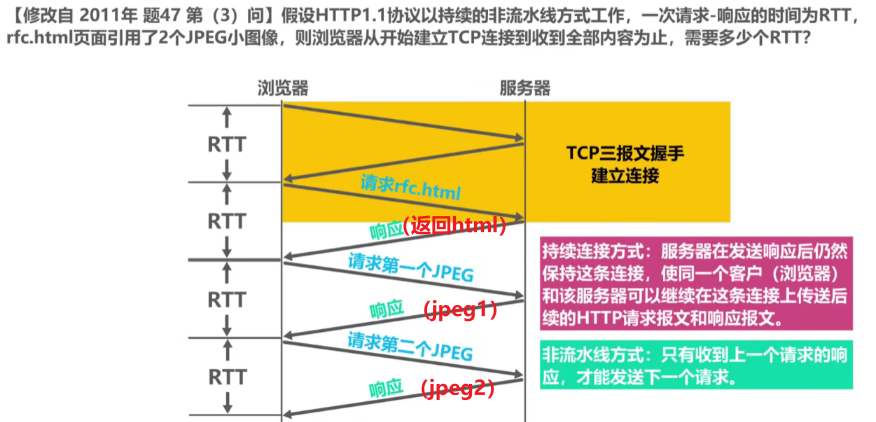 【修改自 2011年 题47 第（3）问】假设HTTP1.1协议以持续的非流水线方式工作，一次请求-响应的时间为RTT，
rfc.html页面引用了2个JPEG小图像，则浏览器从开始建立TCP连接到收到全部内容为止，需要多少个RTT？
浏览器
服务器
RTT
TCP三报文握手
建立连接
请求rfc.html
RTT
响应
(返回html)
请求第一个JPEG
持续连接方式：服务器在发送响应后仍然
保持这条连接，使同一个客户（浏览器）
和该服务器可以继续在这条连接上传送后
续的HTTP请求报文和响应报文。
RTT
响应
（jpeg1）
请求第二个JPEG
非流水线方式：只有收到上一个请求的响
应，才能发送下一个请求。
RTT
响应
（jpeg2）